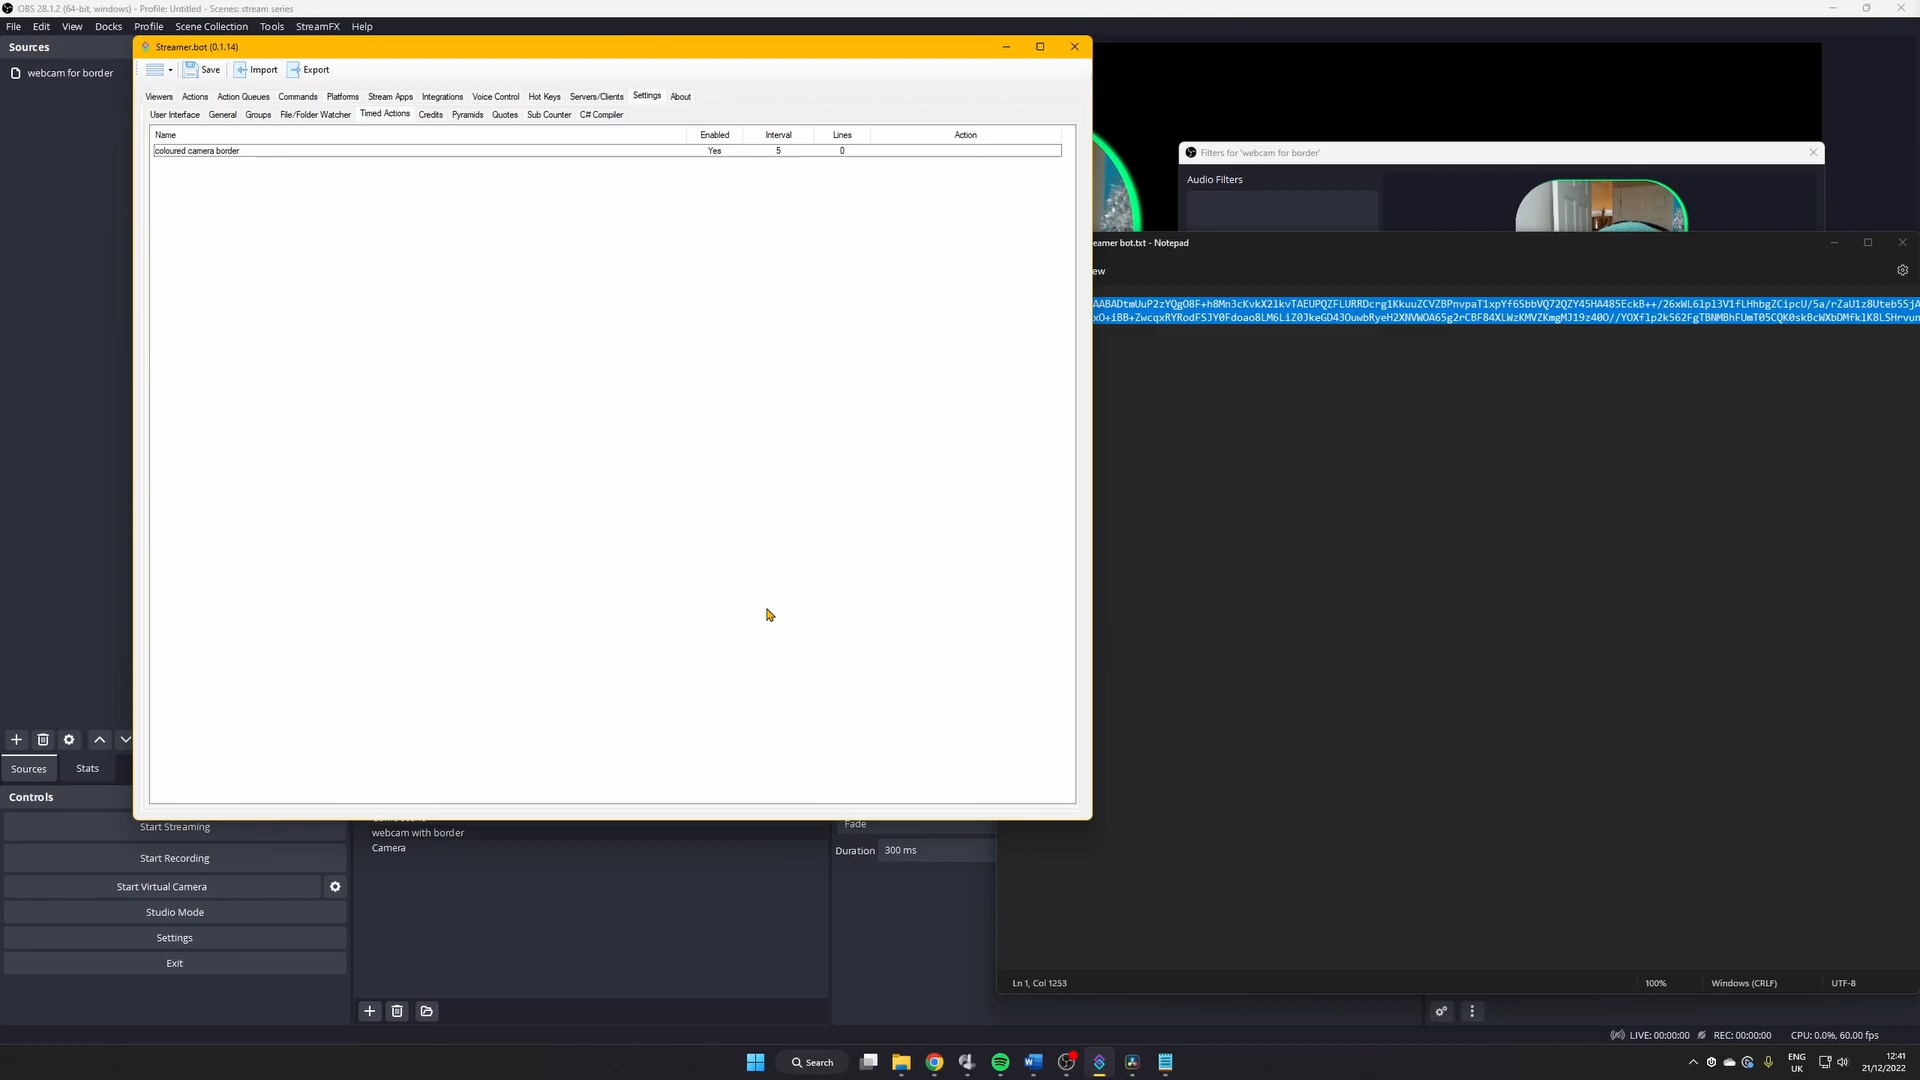 OBS 28.1.2 (64-bit, windows) - Profile: Untitled - Scenes: stream series
File Edit View Docks Profile Scene Collection Tools StreamFX Help
Sources
webcam for border
Streamer.bot (0.1.14)
Save Import Export
Viewers Actions Action Queues Commands Platforms Stream Apps Integrations Voice Control Hot Keys Servers/Clients Settings About
User Interface General Groups File/Folder Watcher Timed Actions Credits Pyramids Quotes Sub Counter C# Compiler
Name Enabled Interval Lines Action
coloured camera border Yes 5 0
Filters for 'webcam for border'
Audio Filters
eamer bot.txt - Notepad
ew
Sources Stats
Controls
Start Streaming
Start Recording
Start Virtual Camera
Studio Mode
Settings
Exit
webcam with border
Camera
Fade
Duration 300 ms
Ln 1, Col 1253 100% Windows (CRLF) UTF-8
LIVE: 00:00:00 REC: 00:00:00 CPU: 0.0%, 60.00 fps
Search
ENG
UK
12:41
21/12/2022